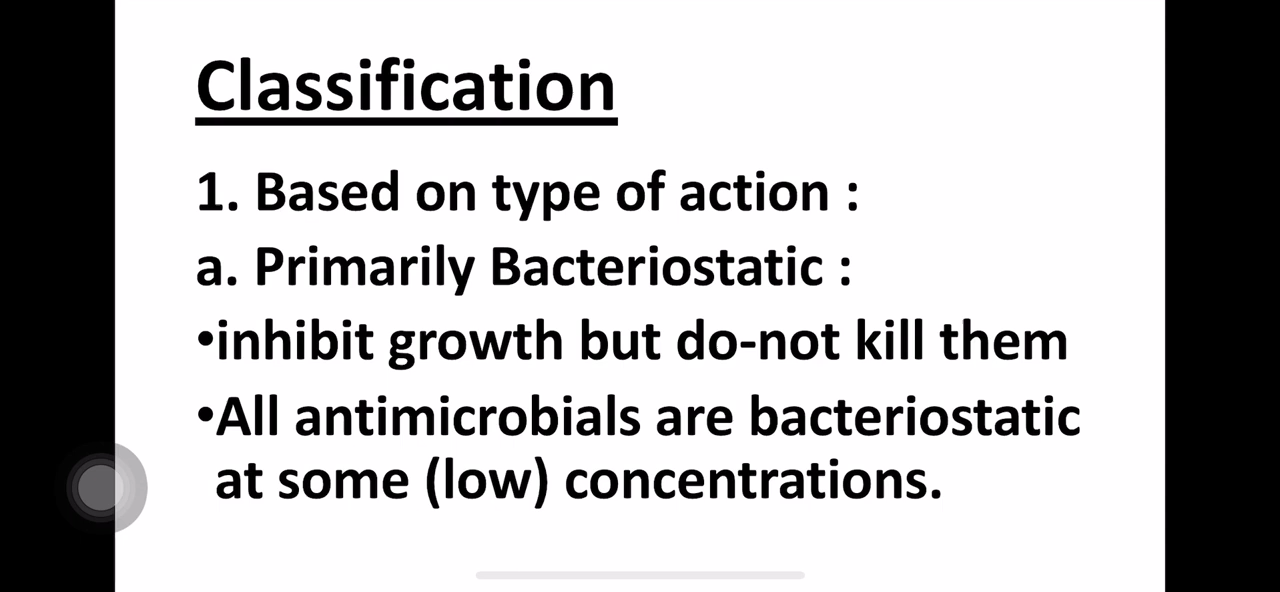 Classification
1. Based on type of action :
a. Primarily Bacteriostatic :
•inhibit growth but do-not kill them
•All antimicrobials are bacteriostatic
at some (low) concentrations.